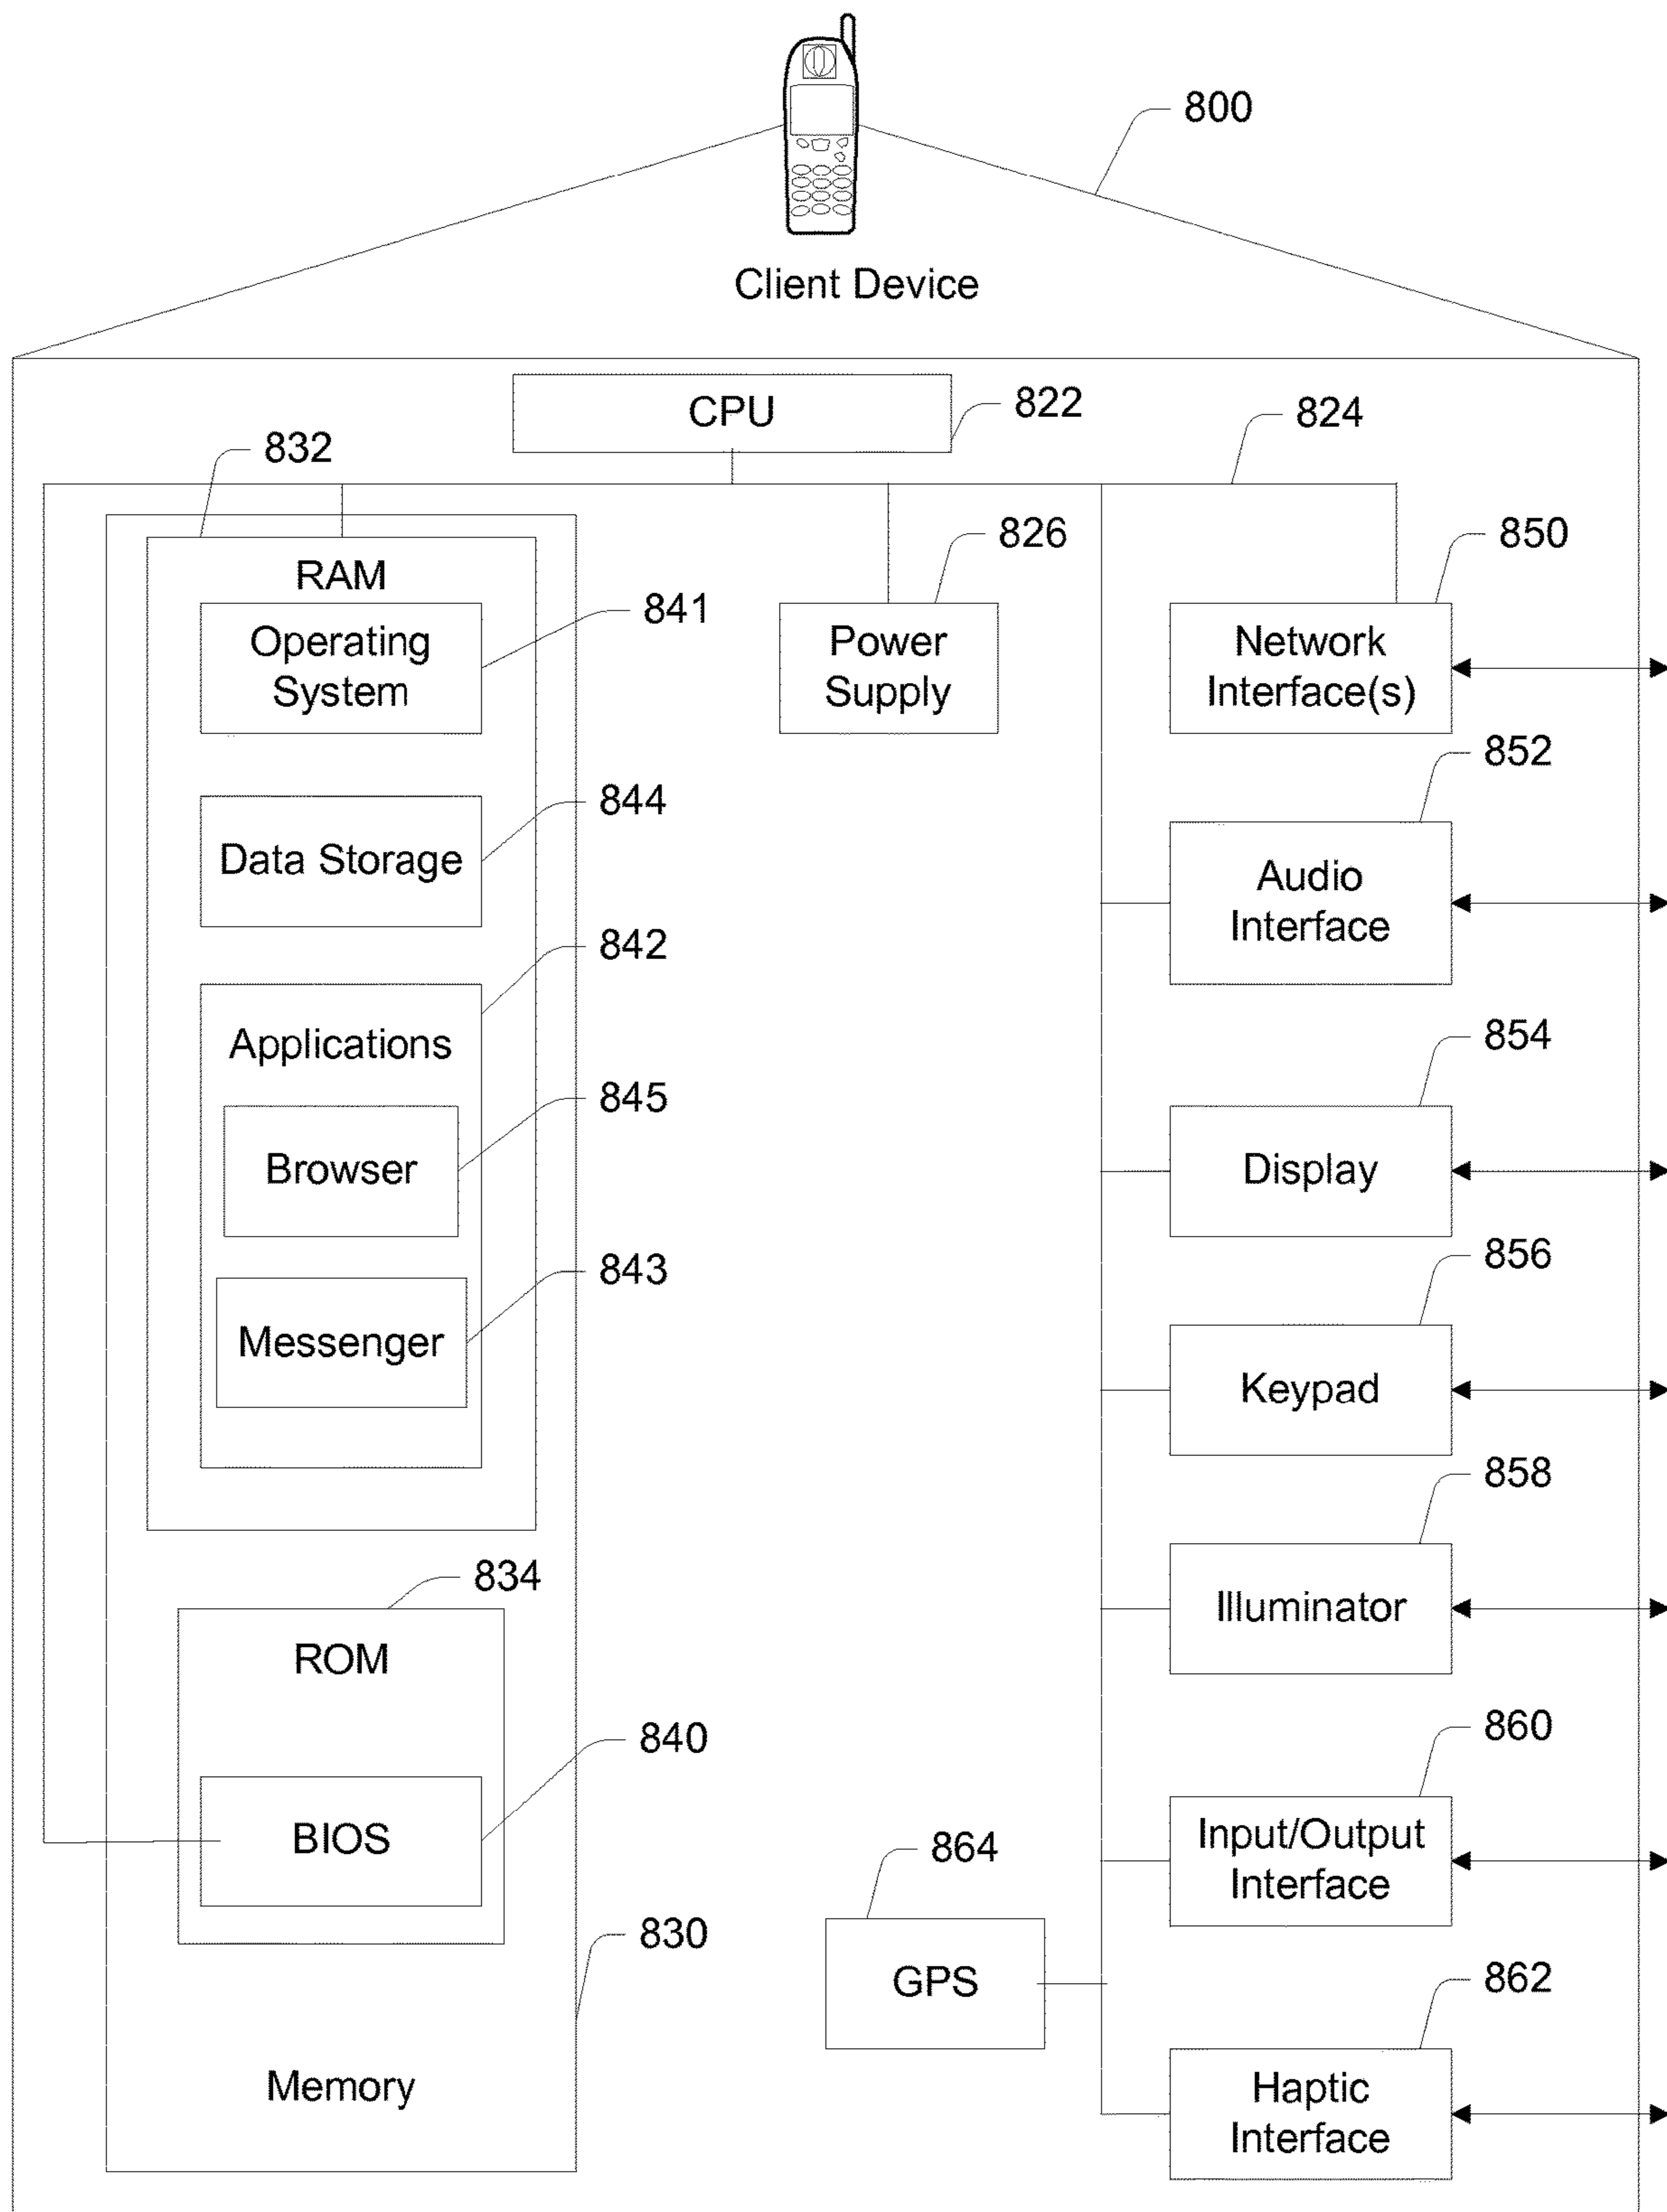 800
Client Device
CPU
822
824
832
826
850
RAM
841
Operating
System
Power
Supply
Network
Interface(s)
852
844
Data Storage
Audio
Interface
842
Applications
854
845
Browser
Display
856
843
Messenger
Keypad
858
834
ROM
Illuminator
840
860
BIOS
Input/Output
Interface
864
830
GPS
862
Memory
Haptic
Interface